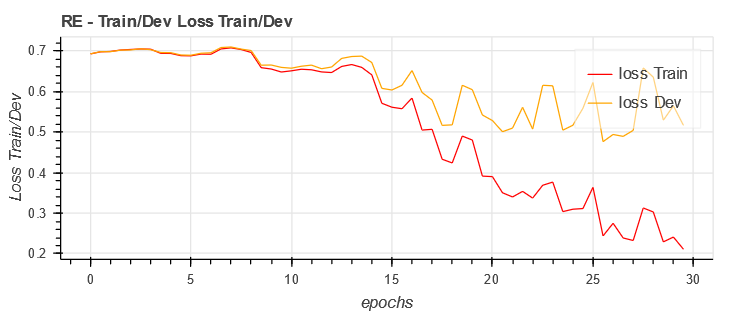 RE - Train/Dev Loss Train/Dev
0.7
0.6
0.5
0.4
0.3
0.2
Loss Train/Dev
loss Train
loss Dev
0
5
10
15
20
25
30
epochs